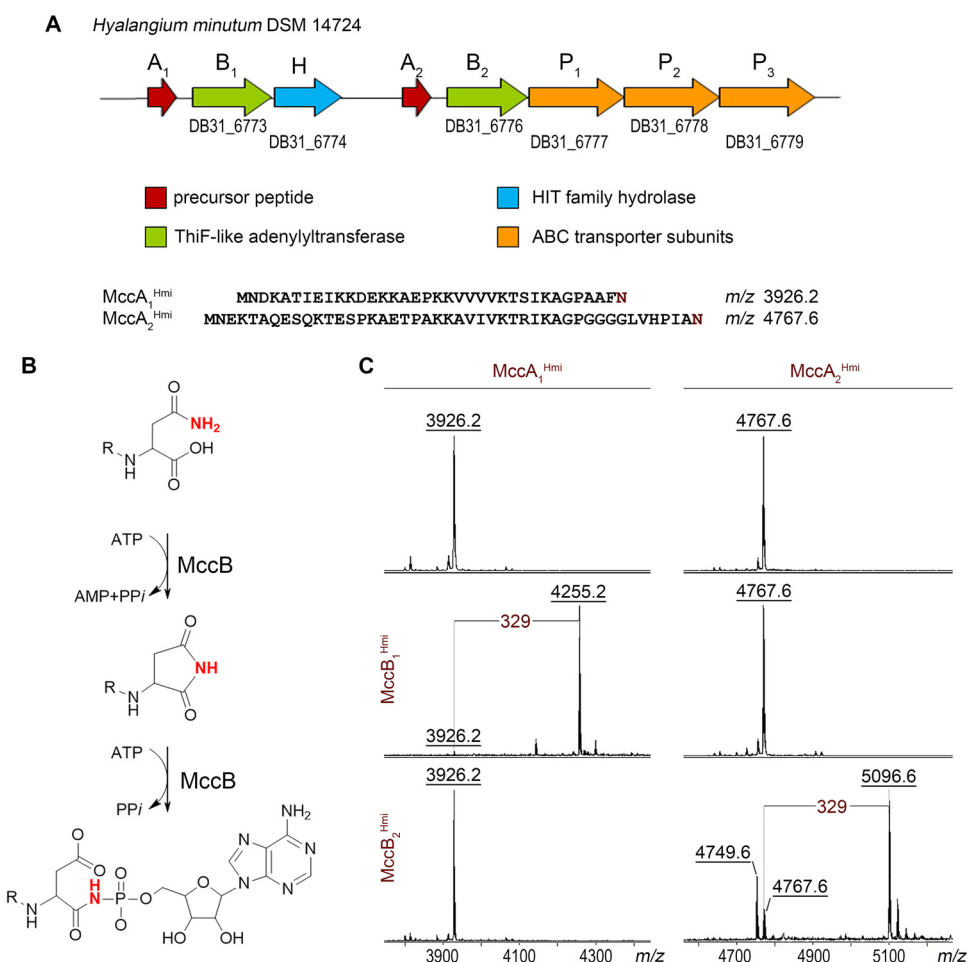 A Hyalangium minutum DSM 14724
A1 B1 H A2 B2 P1 P2 P3
DB31_6773 DB31_6776 DB31_6778
DB31_6774 DB31_6777 DB31_6779
precursor peptide HIT family hydrolase
ThiF-like adenylyltransferase ABC transporter subunits
MccA1Hmi MNDKATIEIKKDEKKAEPKKVVVVKTSIKAGPAAFN m/z 3926.2
MccA2Hmi MNEKTAQESQKTESPKAETPAKKAVIVKTRIKAGPGGGGLVHPIAN m/z 4767.6
B
O
NH2
R
N
H
OH
O
ATP
MccB
AMP+PPi
O
NH
R
N
H
O
ATP
MccB
PPi
NH2
O
O
N
N
H
N
O
O
N
N
R
N
H
P
O
O
O
HO
OH
C
MccA1Hmi MccA2Hmi
3926.2 4767.6
MccB1Hmi
4255.2 4767.6
329
3926.2
MccB2Hmi
3926.2 5096.6
329
4749.6
4767.6
3900 4100 4300 m/z 4700 4900 5100 m/z